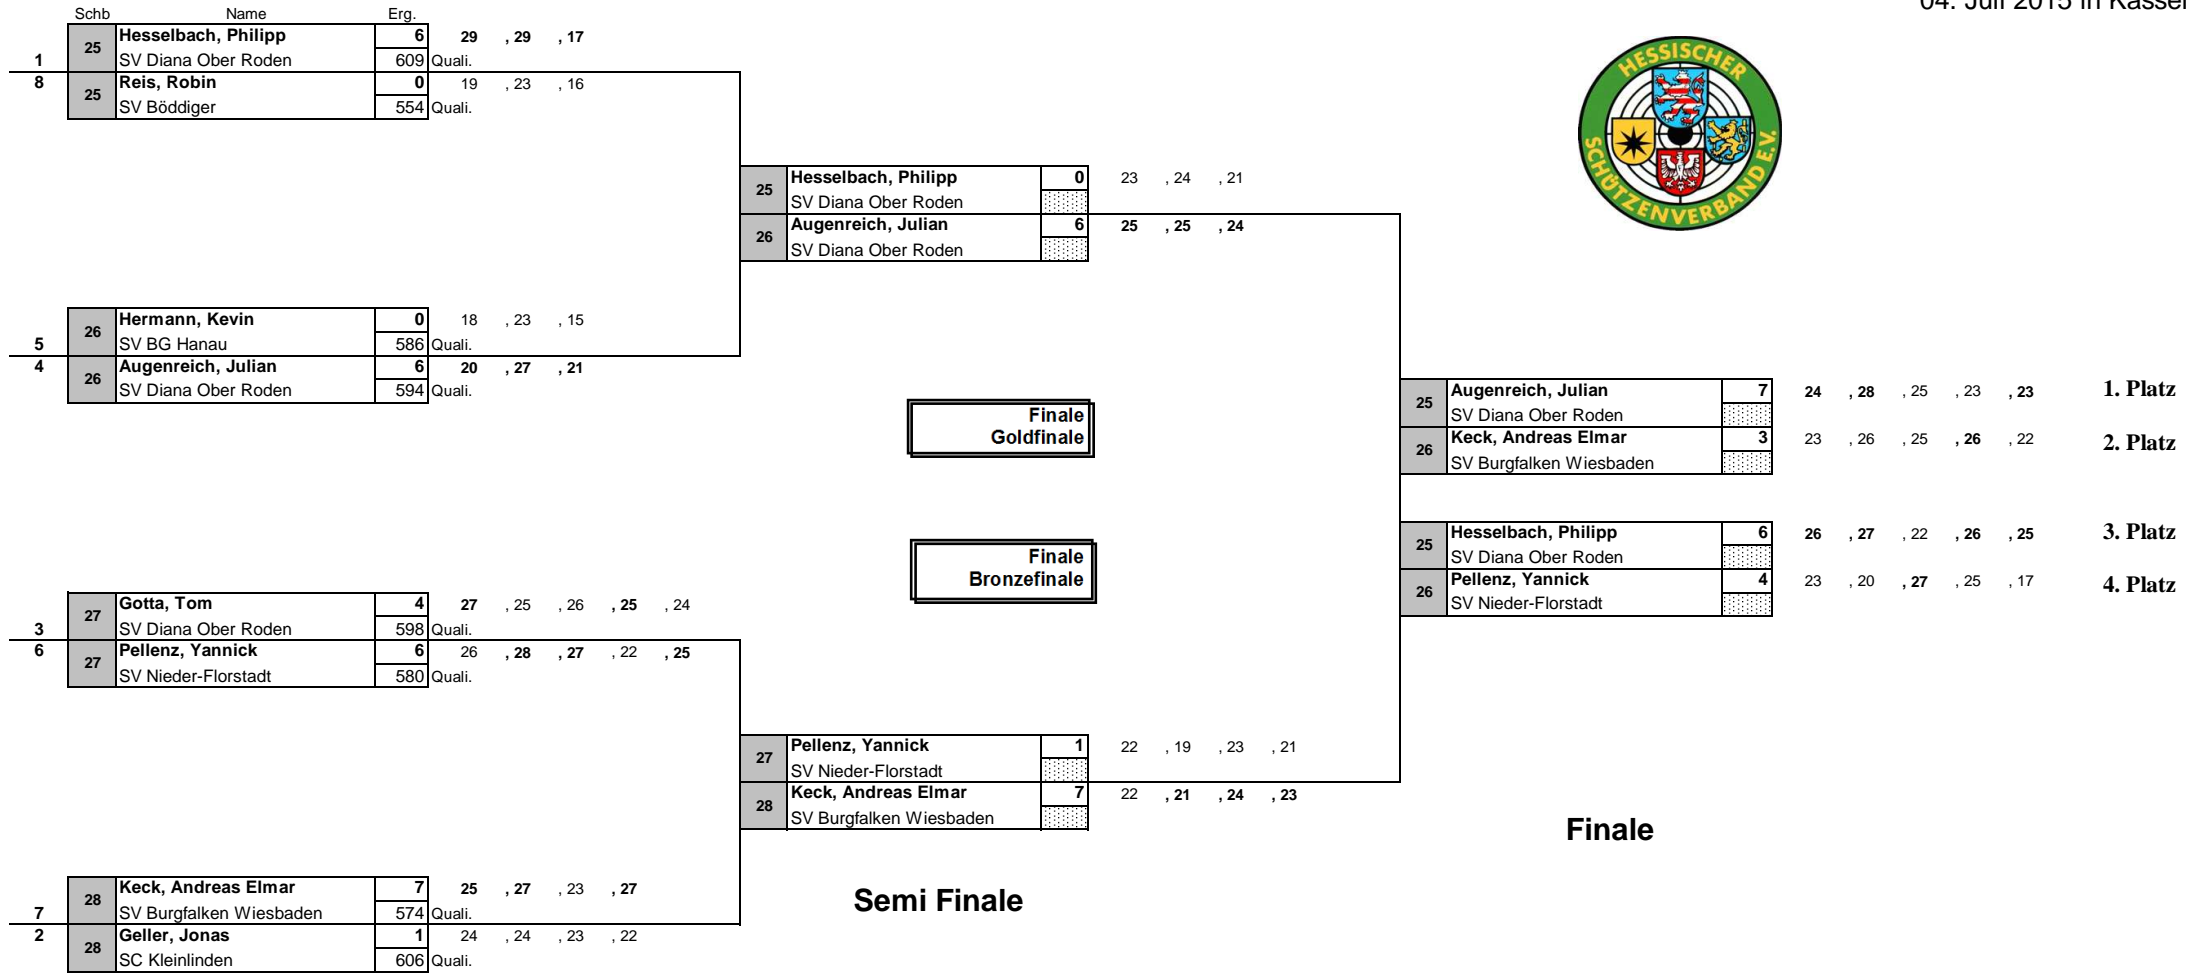 04. Juli 2015 in Kassel
Schb Name Erg.
25 Hesselbach, Philipp 6 29 , 29 , 17
1 SV Diana Ober Roden 609 Quali.
8 25 Reis, Robin 0 19 , 23 , 16
SV Böddiger 554 Quali.
HESSISCHER
SCHÜTZENVERBAND E.V.
25 Hesselbach, Philipp 0 23 , 24 , 21
SV Diana Ober Roden
26 Augenreich, Julian 6 25 , 25 , 24
SV Diana Ober Roden
26 Hermann, Kevin 0 18 , 23 , 15
5 SV BG Hanau 586 Quali.
4 26 Augenreich, Julian 6 20 , 27 , 21
SV Diana Ober Roden 594 Quali.
25 Augenreich, Julian 7 24 , 28 , 25 , 23 , 23 1. Platz
SV Diana Ober Roden
26 Keck, Andreas Elmar 3 23 , 26 , 25 , 26 , 22 2. Platz
SV Burgfalken Wiesbaden
Finale
Goldfinale
25 Hesselbach, Philipp 6 26 , 27 , 22 , 26 , 25 3. Platz
SV Diana Ober Roden
26 Pellenz, Yannick 4 23 , 20 , 27 , 25 , 17 4. Platz
SV Nieder-Florstadt
Finale
Bronzefinale
27 Gotta, Tom 4 27 , 25 , 26 , 25 , 24
3 SV Diana Ober Roden 598 Quali.
6 27 Pellenz, Yannick 6 26 , 28 , 27 , 22 , 25
SV Nieder-Florstadt 580 Quali.
27 Pellenz, Yannick 1 22 , 19 , 23 , 21
SV Nieder-Florstadt
28 Keck, Andreas Elmar 7 22 , 21 , 24 , 23
SV Burgfalken Wiesbaden
Finale
Semi Finale
28 Keck, Andreas Elmar 7 25 , 27 , 23 , 27
7 SV Burgfalken Wiesbaden 574 Quali.
2 28 Geller, Jonas 1 24 , 24 , 23 , 22
SC Kleinlinden 606 Quali.